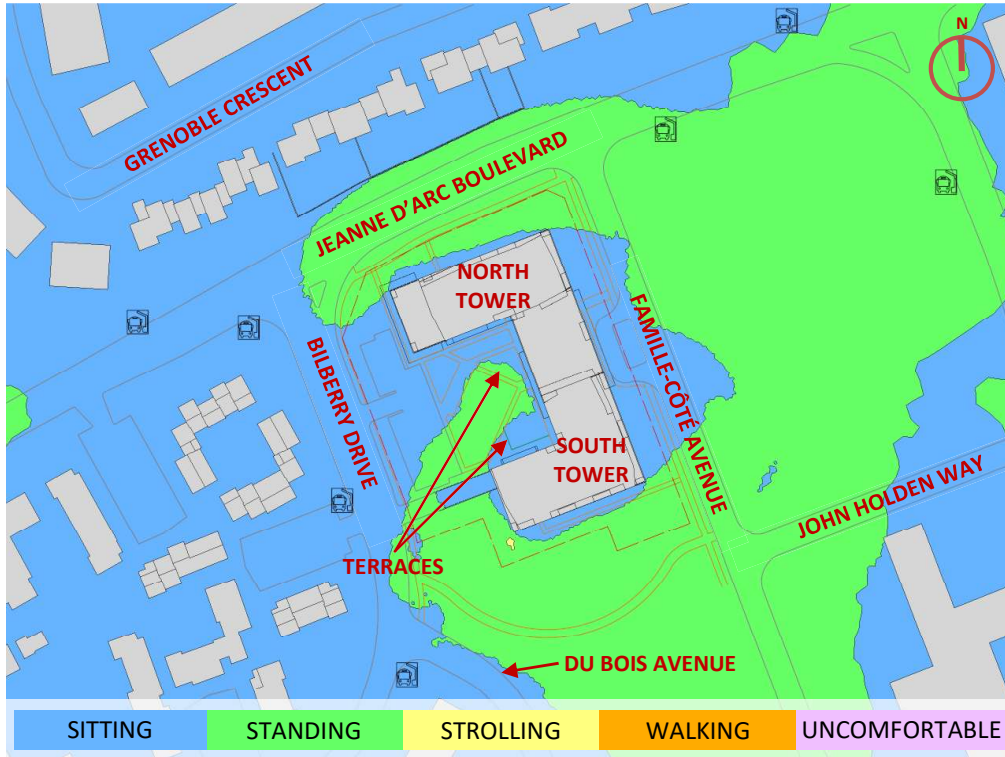 N
GRENOBLE CRESCENT
JEANNE D'ARC BOULEVARD
NORTH
TOWER
BILBERRY DRIVE
FAMILLE-CÔTÉ AVENUE
SOUTH
TOWER
JOHN HOLDEN WAY
TERRACES
DU BOIS AVENUE
SITTING
STANDING
STROLLING
WALKING
UNCOMFORTABLE